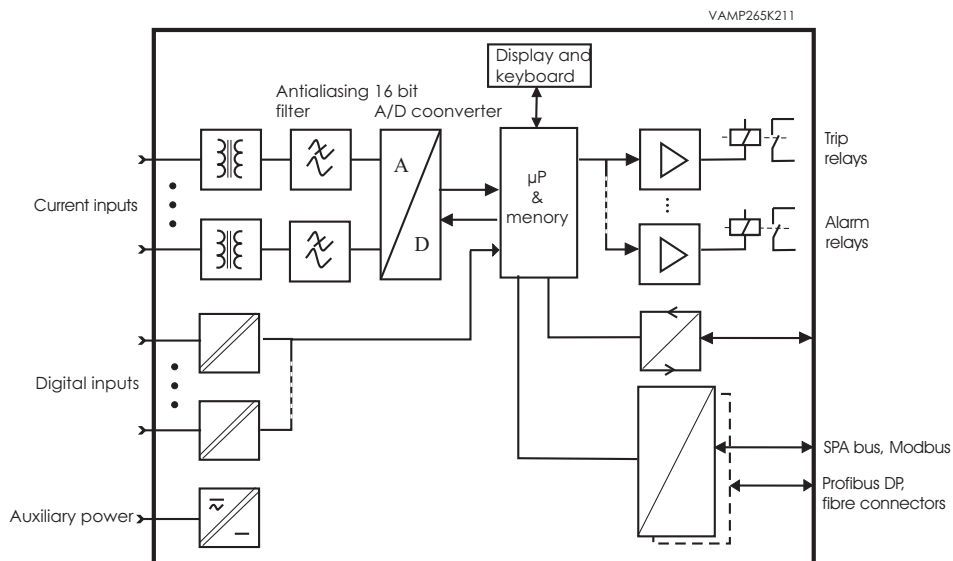 VAMP265K211
Display and
keyboard
Antialiasing 16 bit
filter A/D coonverter
Trip
relays
A
D
µP
&
menory
Current inputs
Alarm
relays
Digital inputs
SPA bus, Modbus
Profibus DP,
fibre connectors
Auxiliary power